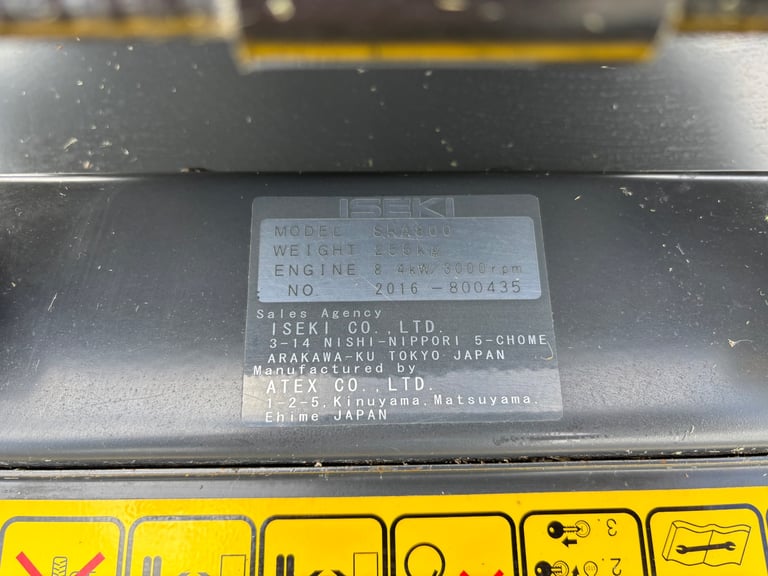 ISEKI
MODEL SRA800
WEIGHT
ENGINE 8.4kW/3000rpm
NO. 2016-800435
Sales Agency
ISEKI CO.,LTD.
3-14 NISHI-NIPPORI 5-CHOME
ARAKAWA-KU TOKYO JAPAN
Manufactured by
ATEX CO.,LTD.
1-2-5,Kinuyama,Matsuyama,
Ehime JAPAN
3.
2.